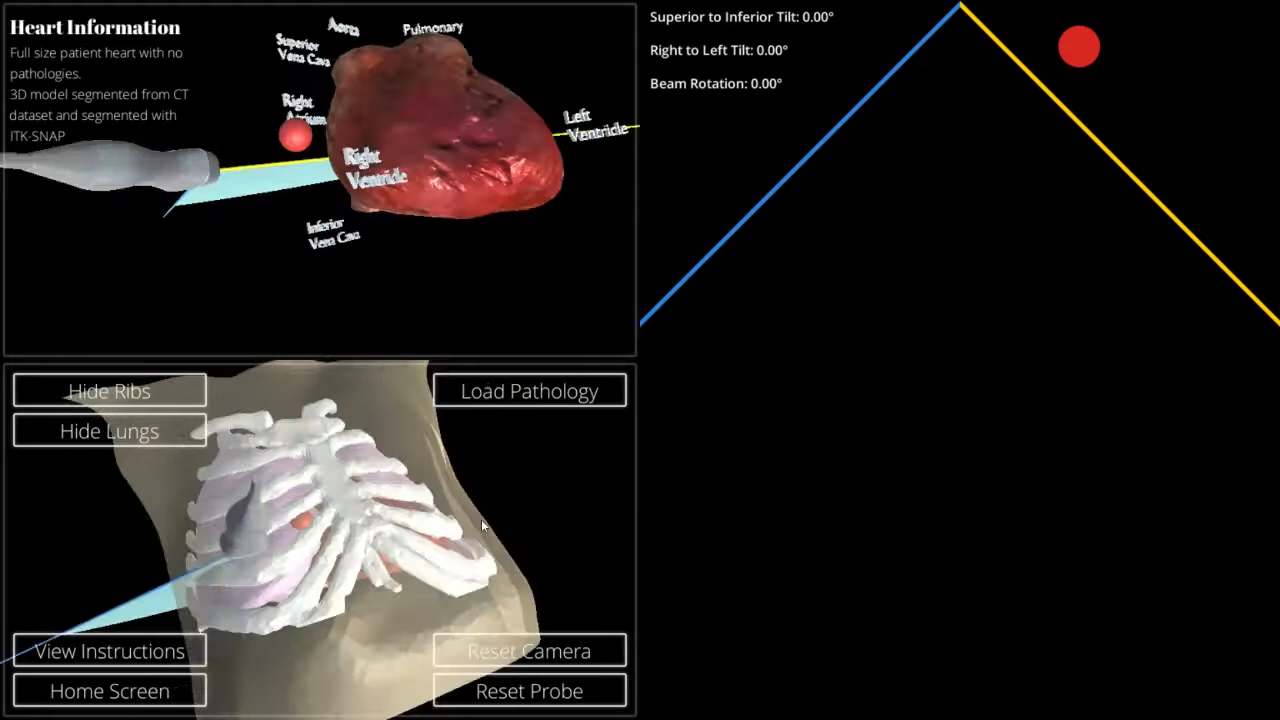 Heart Information
Full size patient heart with no
pathologies.
3D model segmented from CT
dataset and segmented with
ITK-SNAP
Aorta
Pulmonary
Superior
Vena Cava
Right
Atrium
Left
Ventricle
Right
Ventricle
Inferior
Vena Cava
Superior to Inferior Tilt: 0.00°
Right to Left Tilt: 0.00°
Beam Rotation: 0.00°
Hide Ribs
Load Pathology
Hide Lungs
View Instructions
Reset Camera
Home Screen
Reset Probe